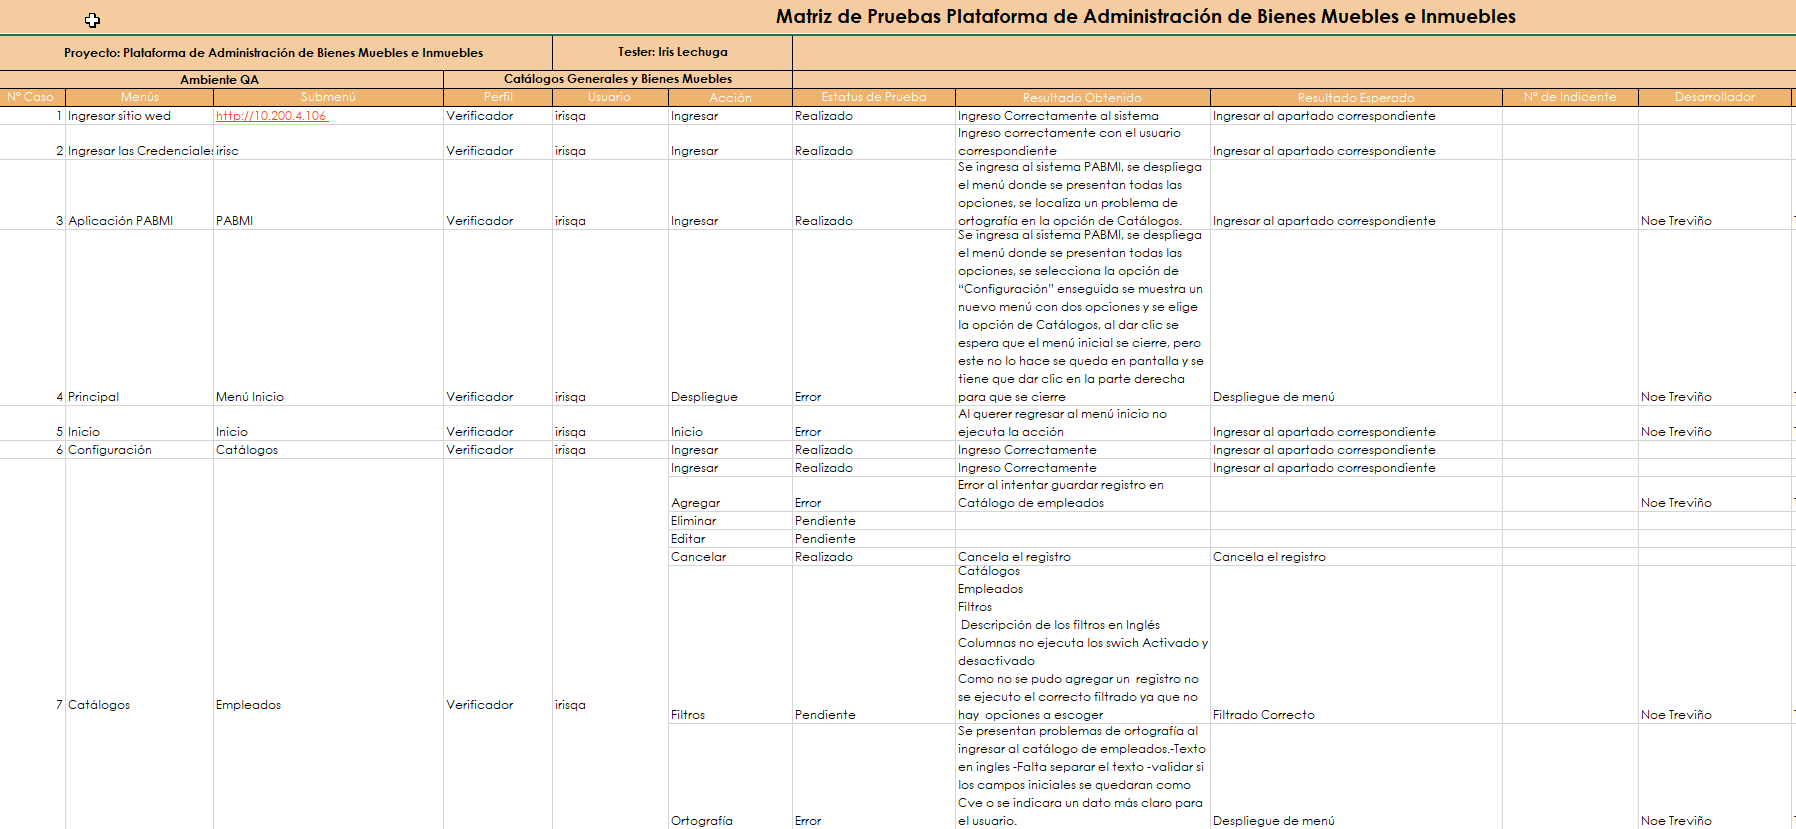 Matriz de Pruebas Plataforma de Administración de Bienes Muebles e Inmuebles
Proyecto: Plataforma de Administración de Bienes Muebles e Inmuebles
Tester: Iris Lechuga
Ambiente QA
Catálogos Generales y Bienes Muebles
N° Caso Menús Submenú Perfil Usuario Acción Estatus de Prueba Resultado Obtenido Resultado Esperado N° de Indicente Desarrollador
1 Ingresar sitio wed http://10.200.4.106 Verificador irisqa Ingresar Realizado Ingreso Correctamente al sistema Ingresar al apartado correspondiente
Ingreso correctamente con el usuario
2 Ingresar las Credenciales irisc Verificador irisqa Ingresar Realizado correspondiente Ingresar al apartado correspondiente
Se ingresa al sistema PABMI, se despliega
el menú donde se presentan todas las
opciones, se localiza un problema de
3 Aplicación PABMI PABMI Verificador irisqa Ingresar Realizado ortografía en la opción de Catálogos. Ingresar al apartado correspondiente Noe Treviño
Se ingresa al sistema PABMI, se despliega
el menú donde se presentan todas las
opciones, se selecciona la opción de
“Configuración” enseguida se muestra un
nuevo menú con dos opciones y se elige
la opción de Catálogos, al dar clic se
espera que el menú inicial se cierre, pero
este no lo hace se queda en pantalla y se
tiene que dar clic en la parte derecha
4 Principal Menú Inicio Verificador irisqa Despliegue Error para que se cierre Despliegue de menú Noe Treviño
Al querer regresar al menú inicio no
5 Inicio Inicio Verificador irisqa Inicio Error ejecuta la acción Ingresar al apartado correspondiente Noe Treviño
6 Configuración Catálogos Verificador irisqa Ingresar Realizado Ingreso Correctamente Ingresar al apartado correspondiente
Ingresar Realizado Ingreso Correctamente Ingresar al apartado correspondiente
Error al intentar guardar registro en
Agregar Error Catálogo de empleados Noe Treviño
Eliminar Pendiente
Editar Pendiente
Cancelar Realizado Cancela el registro Cancela el registro
Catálogos
Empleados
Filtros
Descripción de los filtros en Inglés
Columnas no ejecuta los swich Activado y
desactivado
Como no se pudo agregar un registro no
se ejecuto el correcto filtrado ya que no
7 Catálogos Empleados Verificador irisqa
hay opciones a escoger
Filtros Pendiente Filtrado Correcto Noe Treviño
Se presentan problemas de ortografía al
ingresar al catálogo de empleados.-Texto
en ingles -Falta separar el texto -validar si
los campos iniciales se quedaran como
Cve o se indicara un dato más claro para
Ortografía Error el usuario. Despliegue de menú Noe Treviño